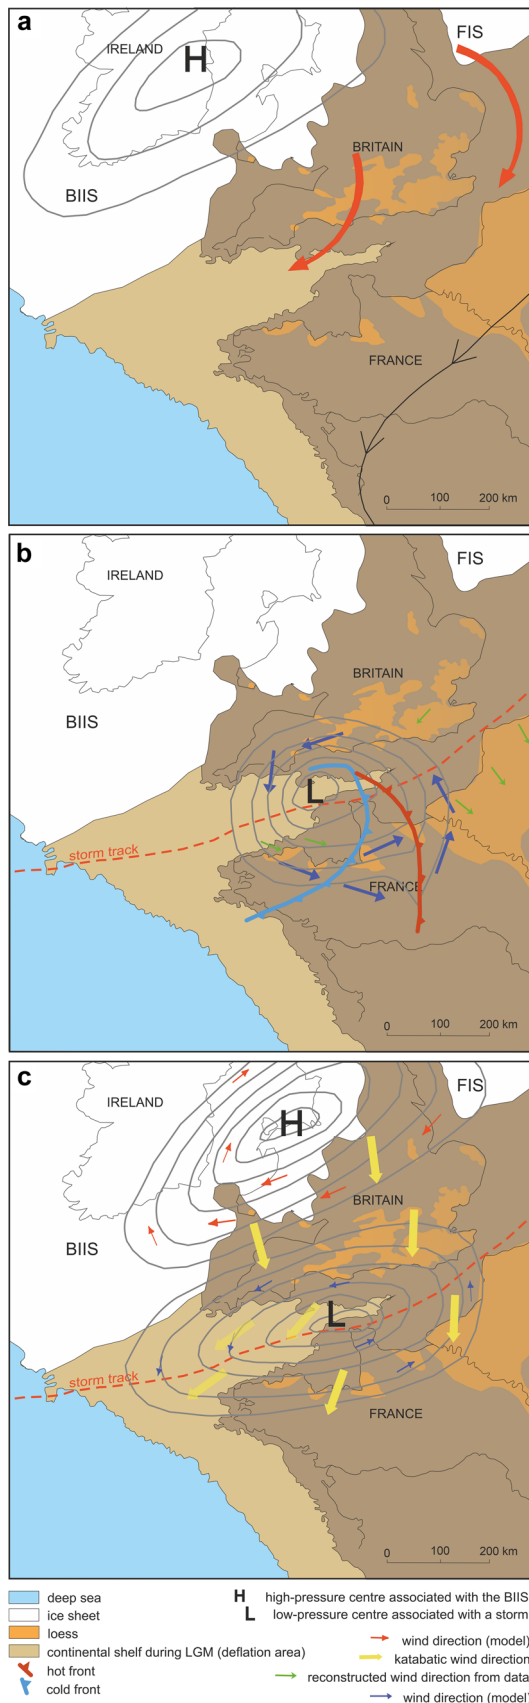 a
IRELAND
H
FIS
BRITAIN
BIIS
FRANCE
0 100 200 km
b
IRELAND
FIS
BRITAIN
BIIS
L
storm track
FRANCE
0 100 200 km
c
IRELAND
FIS
H
BRITAIN
BIIS
L
storm track
FRANCE
0 100 200 km
deep sea
ice sheet
loess
continental shelf during LGM (deflation area)
hot front
cold front
H high-pressure centre associated with the BIIS
L low-pressure centre associated with a storm
wind direction (model)
katabatic wind direction
reconstructed wind direction from data
wind direction (model)